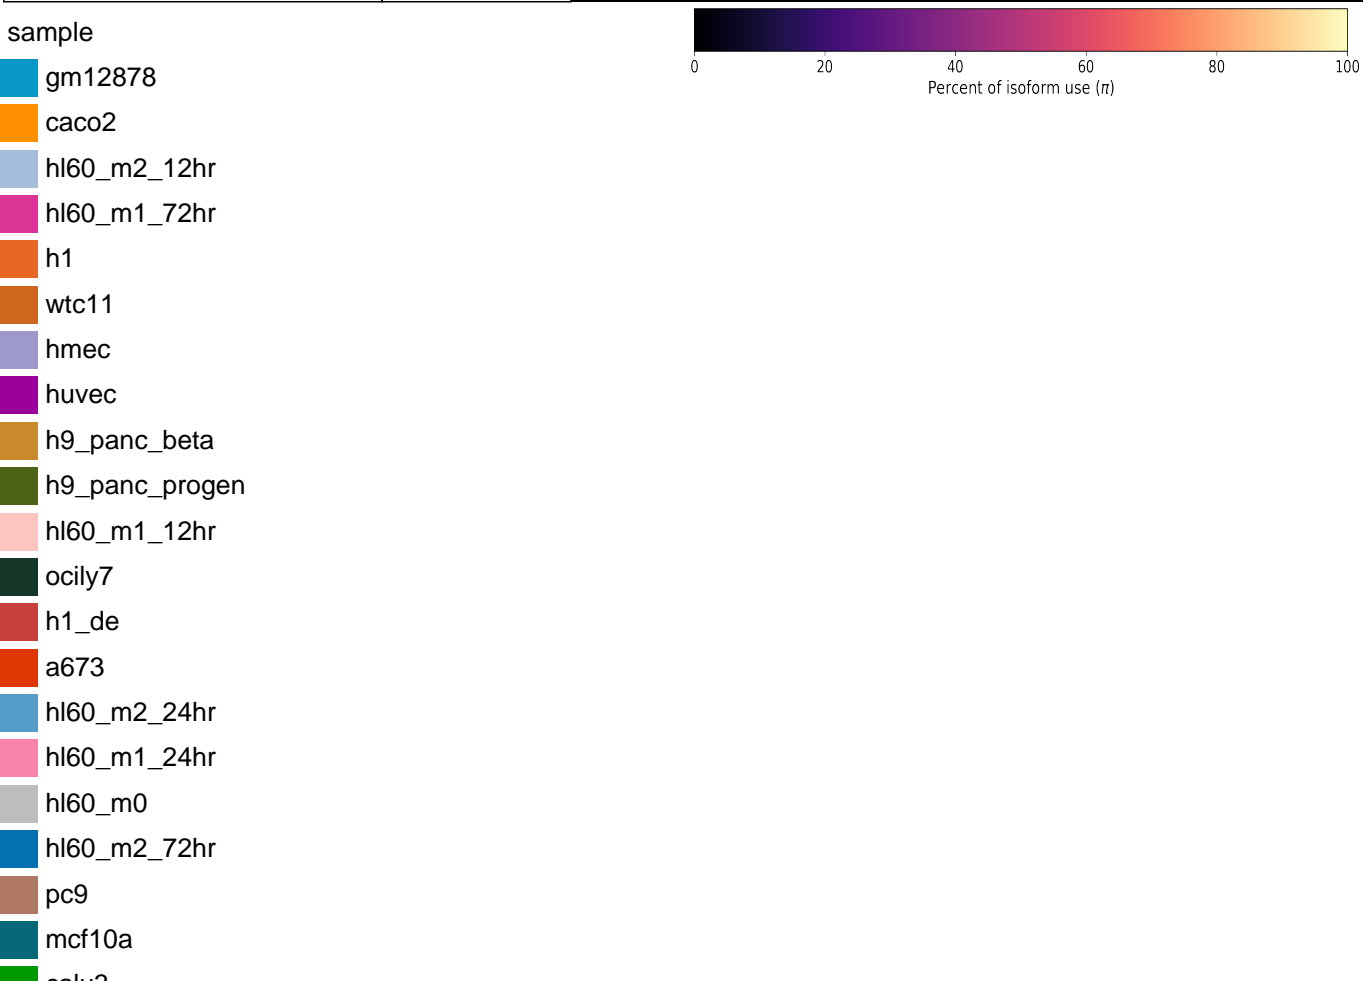 sample
gm12878
caco2
hl60_m2_12hr
hl60_m1_72hr
h1
wtc11
hmec
huvec
h9_panc_beta
h9_panc_progen
hl60_m1_12hr
ocily7
h1_de
a673
hl60_m2_24hr
hl60_m1_24hr
hl60_m0
hl60_m2_72hr
pc9
mcf10a
0 20 40 60 80 100
Percent of isoform use (π)